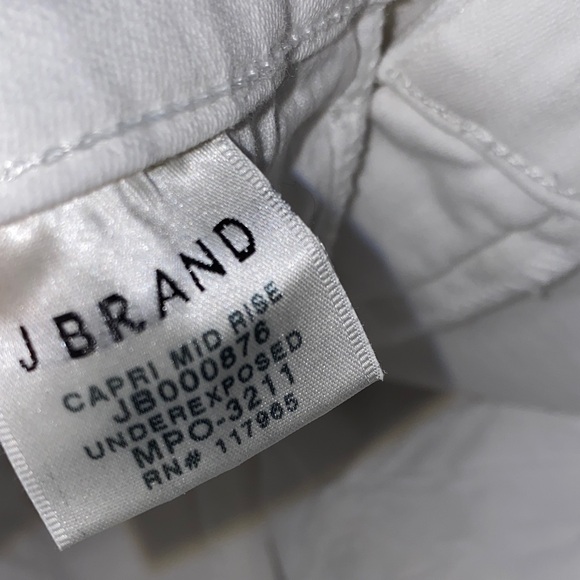 J BRAND
CAPRI MID RISE
JB000876
UNDEREXPOSED
MPO-3211
RN# 117965